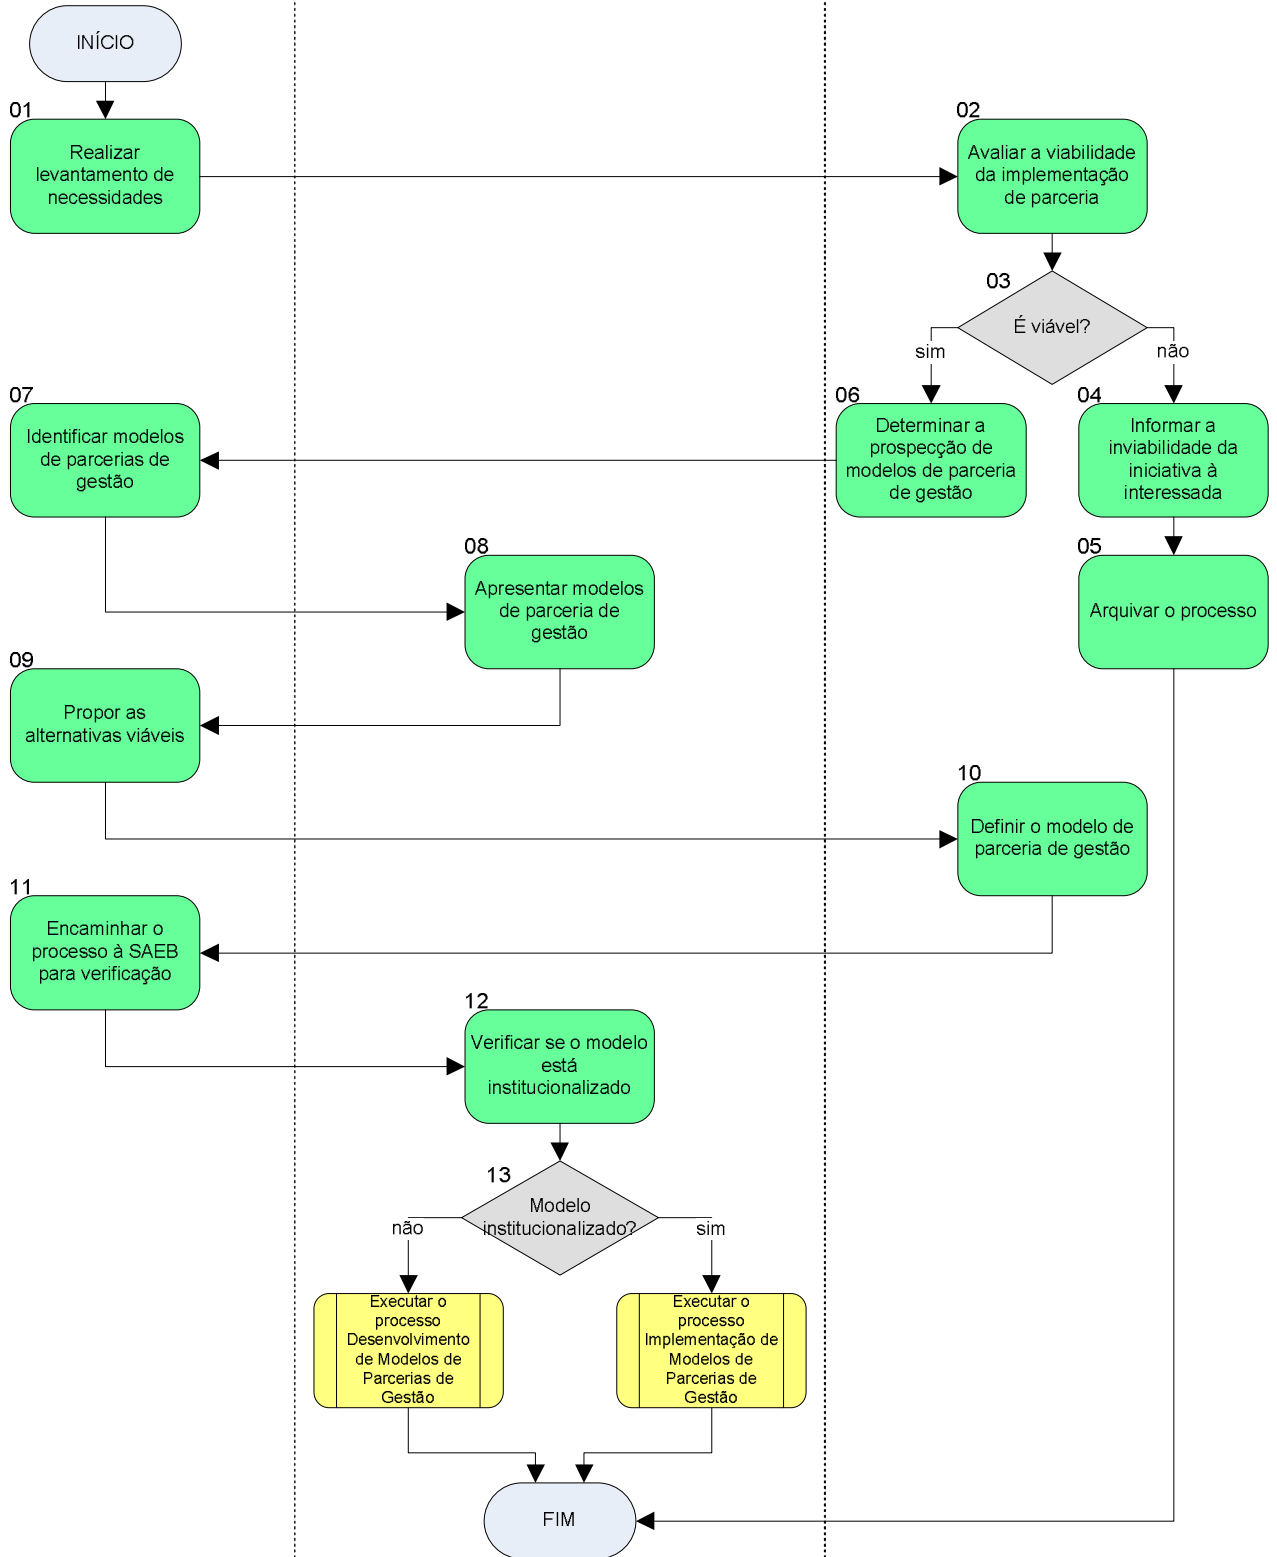 INÍCIO
01
Realizar
levantamento de
necessidades
02
Avaliar a viabilidade
da implementação
de parceria
03
É viável?
sim
não
07
Identificar modelos
de parcerias de
gestão
06
Determinar a
prospecção de
modelos de parceria
de gestão
04
Informar a
inviabilidade da
iniciativa à
interessada
08
Apresentar modelos
de parceria de
gestão
05
Arquivar o processo
09
Propor as
alternativas viáveis
10
Definir o modelo de
parceria de gestão
11
Encaminhar o
processo à SAEB
para verificação
12
Verificar se o modelo
está
institucionalizado
13
Modelo
institucionalizado?
não
sim
Executar o
processo
Desenvolvimento
de Modelos de
Parcerias de
Gestão
Executar o
processo
Implementação de
Modelos de
Parcerias de
Gestão
FIM